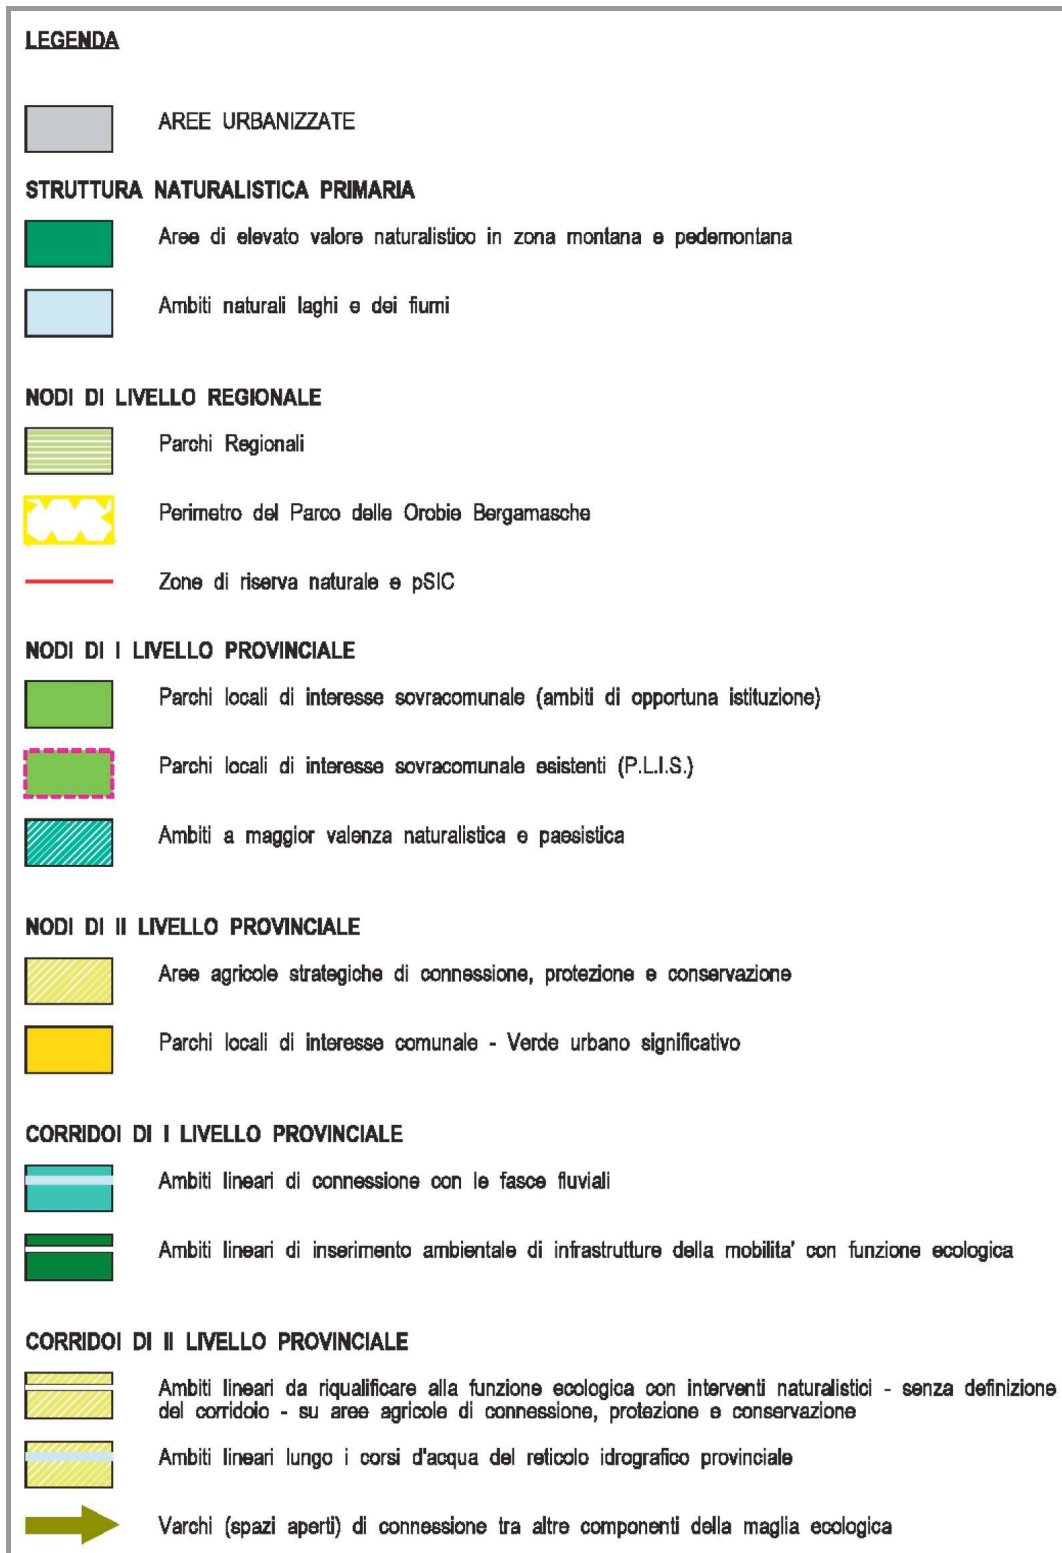 LEGENDA
AREE URBANIZZATE
STRUTTURA NATURALISTICA PRIMARIA
Aree di elevato valore naturalistico in zona montana e pedemontana
Ambiti naturali laghi e dei fiumi
NODI DI LIVELLO REGIONALE
Parchi Regionali
Perimetro del Parco delle Orobie Bergamasche
Zone di riserva naturale e pSIC
NODI DI I LIVELLO PROVINCIALE
Parchi locali di interesse sovracomunale (ambiti di opportuna istituzione)
Parchi locali di interesse sovracomunale esistenti (P.L.I.S.)
Ambiti a maggior valenza naturalistica e paesistica
NODI DI II LIVELLO PROVINCIALE
Aree agricole strategiche di connessione, protezione e conservazione
Parchi locali di interesse comunale - Verde urbano significativo
CORRIDOI DI I LIVELLO PROVINCIALE
Ambiti lineari di connessione con le fasce fluviali
Ambiti lineari di inserimento ambientale di infrastrutture della mobilita' con funzione ecologica
CORRIDOI DI II LIVELLO PROVINCIALE
Ambiti lineari da riqualificare alla funzione ecologica con interventi naturalistici - senza definizione
del corridoio - su aree agricole di connessione, protezione e conservazione
Ambiti lineari lungo i corsi d'acqua del reticolo idrografico provinciale
Varchi (spazi aperti) di connessione tra altre componenti della maglia ecologica